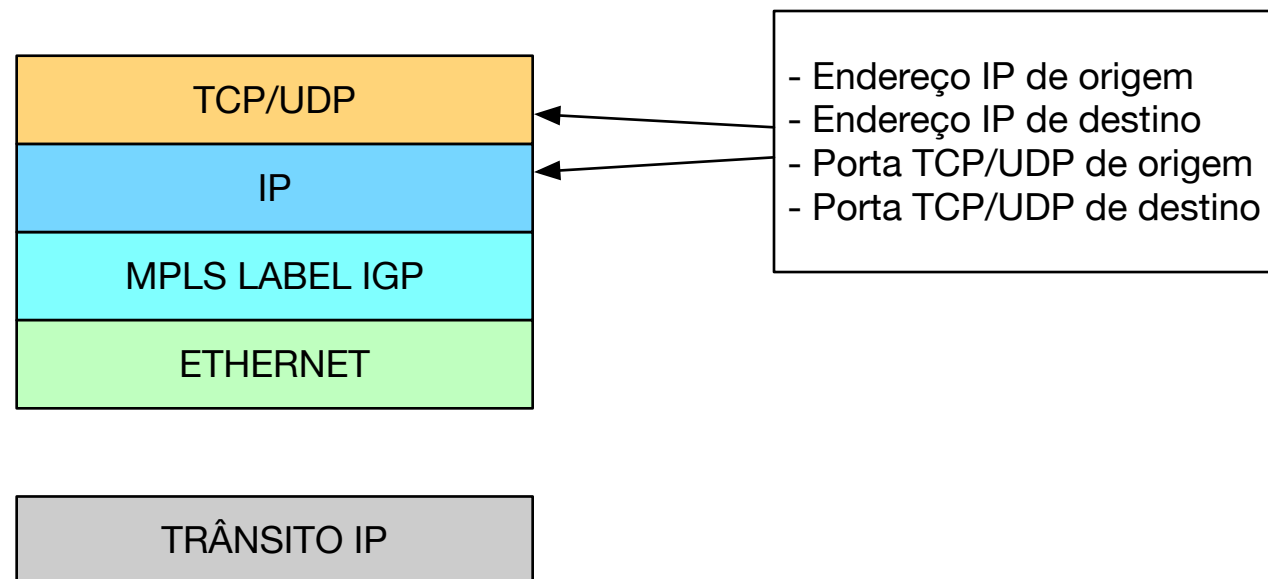 TCP/UDP
IP
MPLS LABEL IGP
ETHERNET
TRÂNSITO IP
- Endereço IP de origem
- Endereço IP de destino
- Porta TCP/UDP de origem
- Porta TCP/UDP de destino